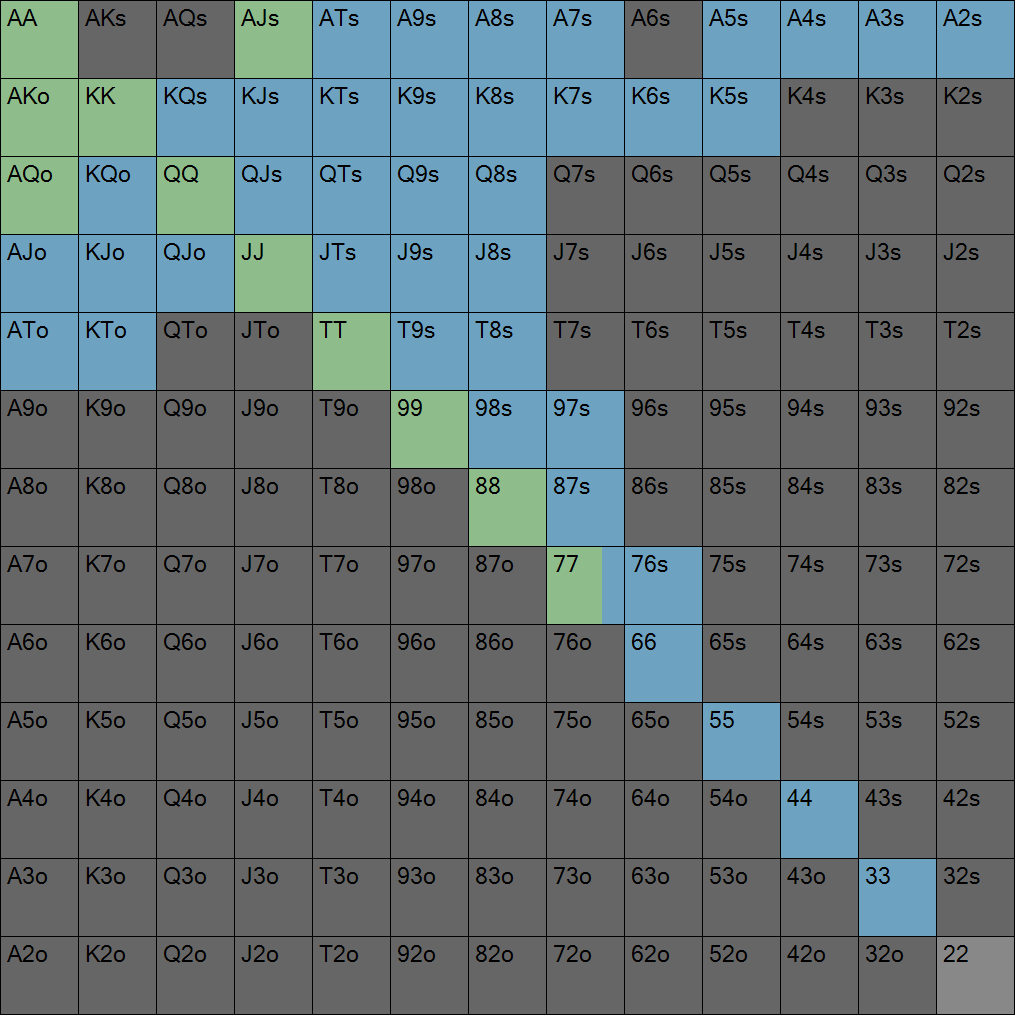 AA AKs AQs AJs ATs A9s A8s A7s A6s A5s A4s A3s A2s
AKo KK KQs KJs KTs K9s K8s K7s K6s K5s K4s K3s K2s
AQo KQo QQ QJs QTs Q9s Q8s Q7s Q6s Q5s Q4s Q3s Q2s
AJo KJo QJo JJ JTs J9s J8s J7s J6s J5s J4s J3s J2s
ATo KTo QTo JTo TT T9s T8s T7s T6s T5s T4s T3s T2s
A9o K9o Q9o J9o T9o 99 98s 97s 96s 95s 94s 93s 92s
A8o K8o Q8o J8o T8o 98o 88 87s 86s 85s 84s 83s 82s
A7o K7o Q7o J7o T7o 97o 87o 77 76s 75s 74s 73s 72s
A6o K6o Q6o J6o T6o 96o 86o 76o 66 65s 64s 63s 62s
A5o K5o Q5o J5o T5o 95o 85o 75o 65o 55 54s 53s 52s
A4o K4o Q4o J4o T4o 94o 84o 74o 64o 54o 44 43s 42s
A3o K3o Q3o J3o T3o 93o 83o 73o 63o 53o 43o 33 32s
A2o K2o Q2o J2o T2o 92o 82o 72o 62o 52o 42o 32o 22